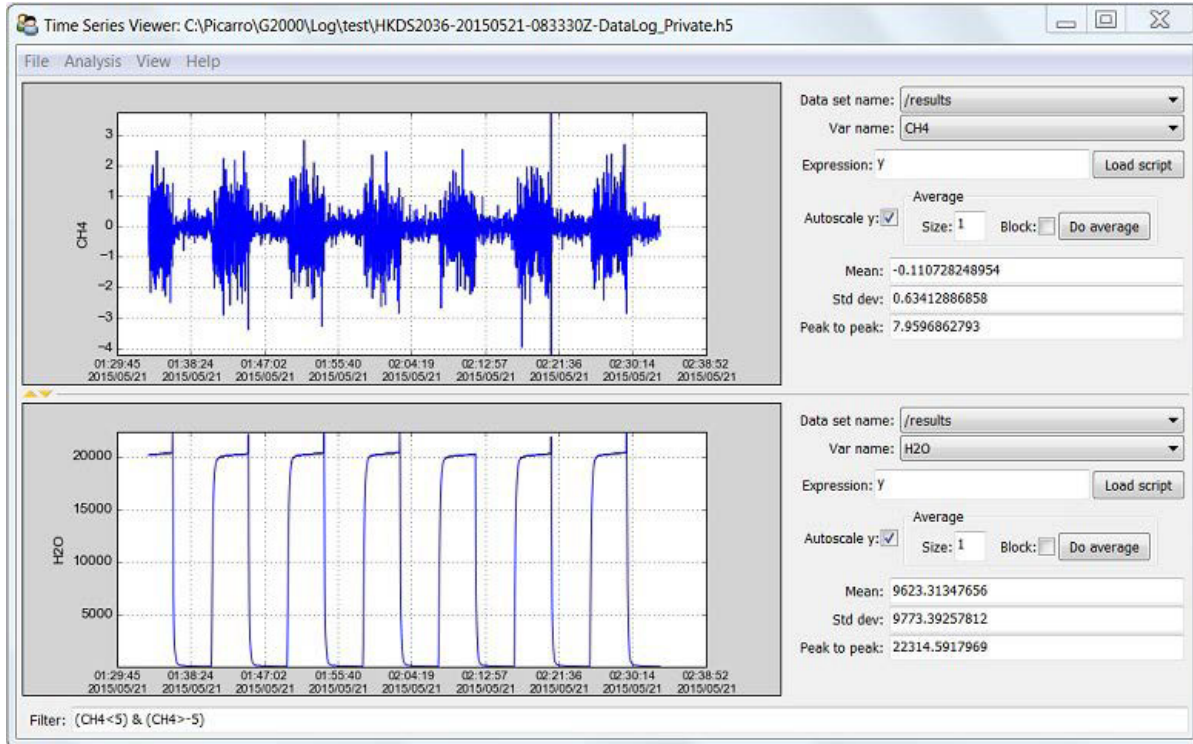 Time Series Viewer: C:\Picarro\G2000\Log\test\HKDS2036-20150521-083330Z-DataLog_Private.h5
File Analysis View Help
3
2
1
0
−1
−2
−3
−4
CH4
01:29:45 01:38:24 01:47:02 01:55:40 02:04:19 02:12:57 02:21:36 02:30:14 02:38:52
2015/05/21 2015/05/21 2015/05/21 2015/05/21 2015/05/21 2015/05/21 2015/05/21 2015/05/21 2015/05/21
Data set name: /results
Var name: CH4
Expression: y Load script
Average
Autoscale y: Size: 1 Block: Do average
Mean: -0.110728248954
Std dev: 0.63412886858
Peak to peak: 7.9596862793
20000
15000
10000
5000
H2O
01:29:45 01:38:24 01:47:02 01:55:40 02:04:19 02:12:57 02:21:36 02:30:14 02:38:52
2015/05/21 2015/05/21 2015/05/21 2015/05/21 2015/05/21 2015/05/21 2015/05/21 2015/05/21 2015/05/21
Data set name: /results
Var name: H2O
Expression: y Load script
Average
Autoscale y: Size: 1 Block: Do average
Mean: 9623.31347656
Std dev: 9773.39257812
Peak to peak: 22314.5917969
Filter: (CH4<5) & (CH4>-5)